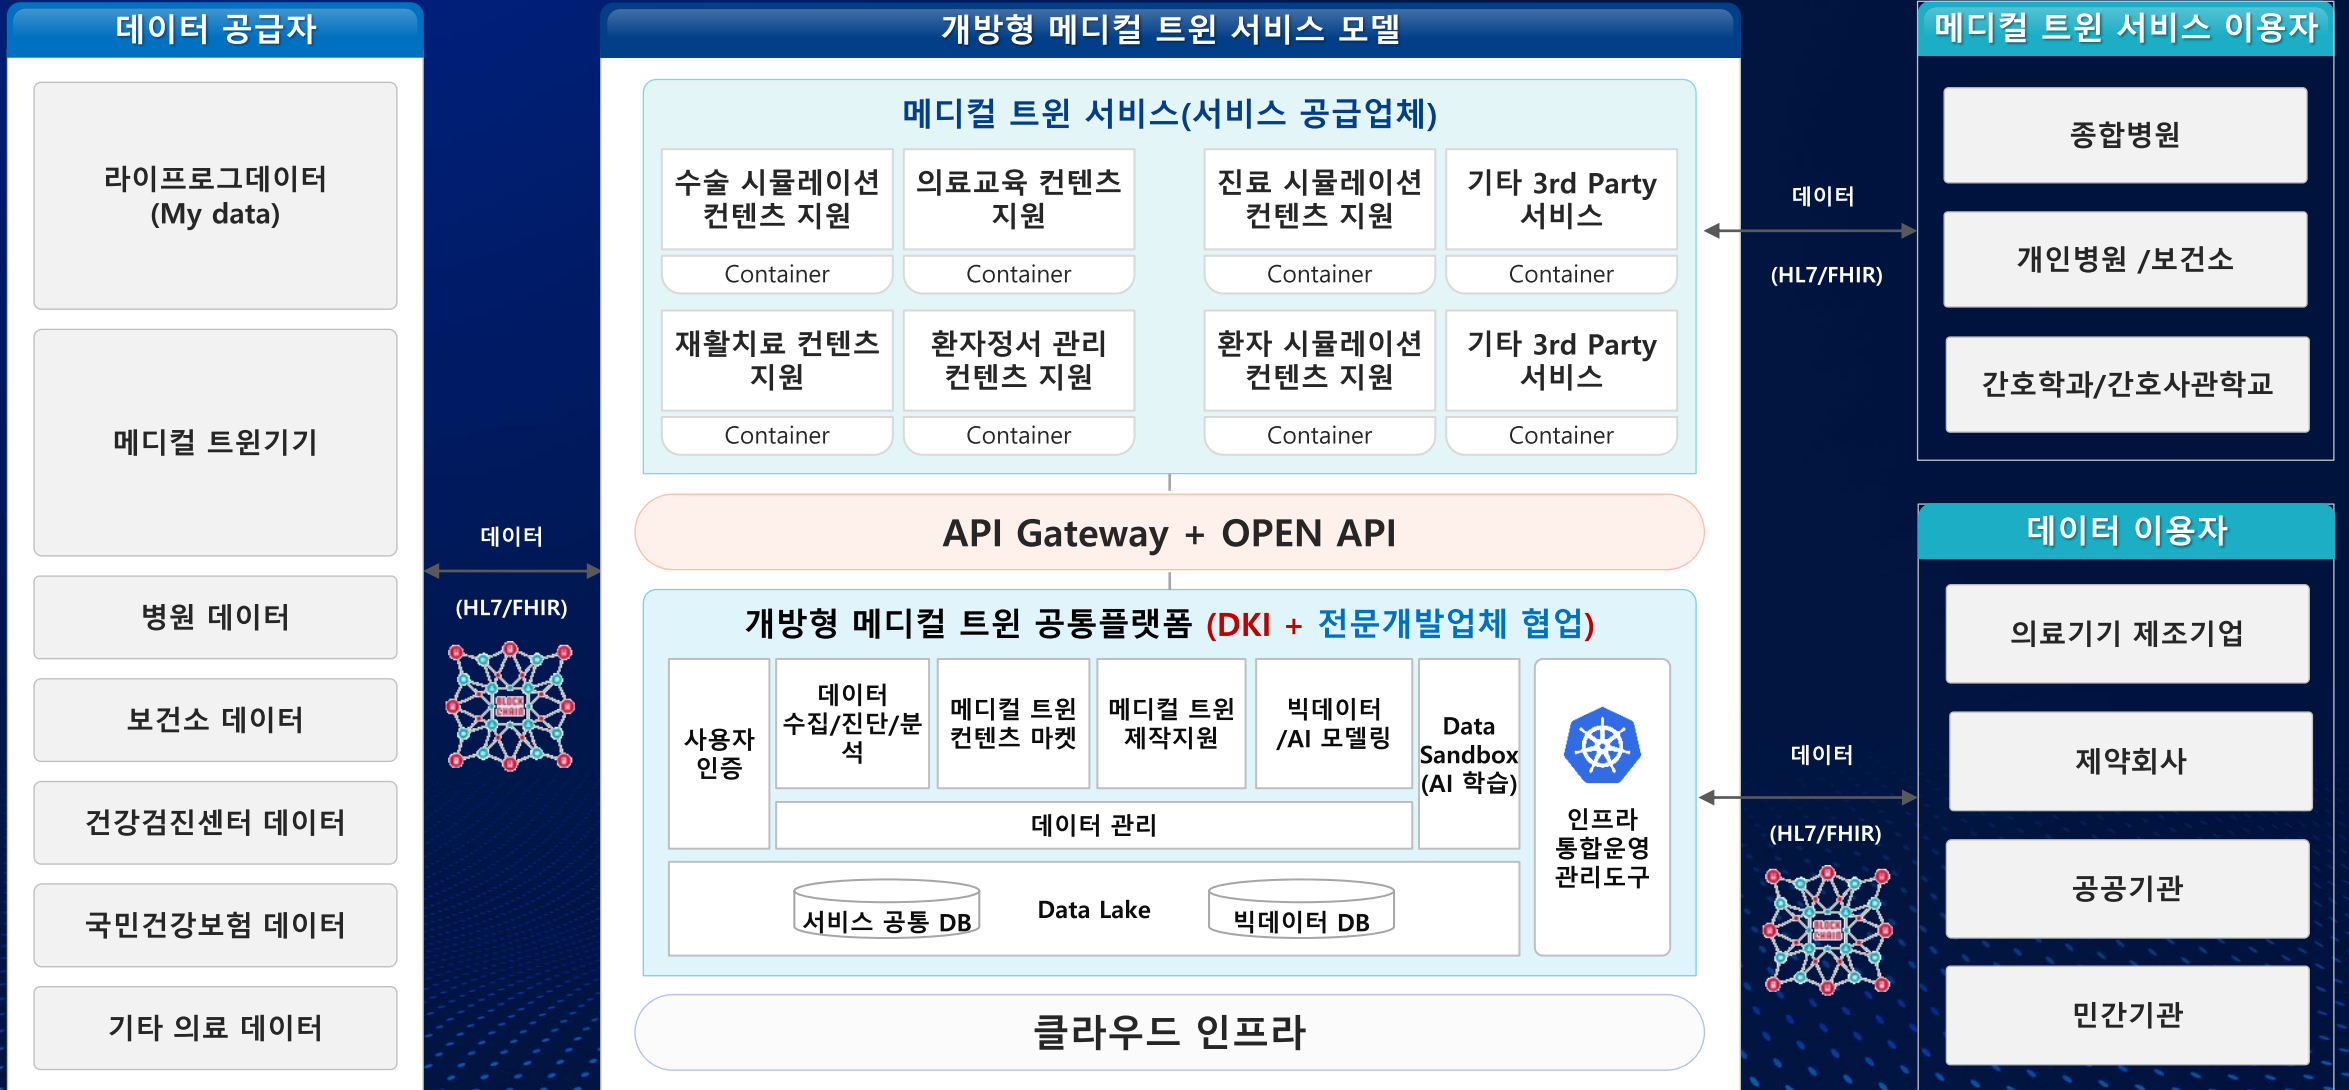 데이터 공급자
라이프로그데이터
(My data)
메디컬 트윈기기
병원 데이터
보건소 데이터
건강검진센터 데이터
국민건강보험 데이터
기타 의료 데이터
데이터
(HL7/FHIR)
BLOCK
CHAIN
개방형 메디컬 트윈 서비스 모델
메디컬 트윈 서비스(서비스 공급업체)
수술 시뮬레이션
컨텐츠 지원
Container
의료교육 컨텐츠
지원
Container
진료 시뮬레이션
컨텐츠 지원
Container
기타 3rd Party
서비스
Container
재활치료 컨텐츠
지원
Container
환자정서 관리
컨텐츠 지원
Container
환자 시뮬레이션
컨텐츠 지원
Container
기타 3rd Party
서비스
Container
API Gateway + OPEN API
개방형 메디컬 트윈 공통플랫폼 (DKI + 전문개발업체 협업)
사용자
인증
데이터
수집/진단/분
석
메디컬 트윈
컨텐츠 마켓
메디컬 트윈
제작지원
빅데이터
/AI 모델링
Data
Sandbox
(AI 학습)
데이터 관리
서비스 공통 DB
Data Lake
빅데이터 DB
인프라
통합운영
관리도구
클라우드 인프라
데이터
(HL7/FHIR)
메디컬 트윈 서비스 이용자
종합병원
개인병원 /보건소
간호학과/간호사관학교
데이터
(HL7/FHIR)
BLOCK
CHAIN
데이터 이용자
의료기기 제조기업
제약회사
공공기관
민간기관